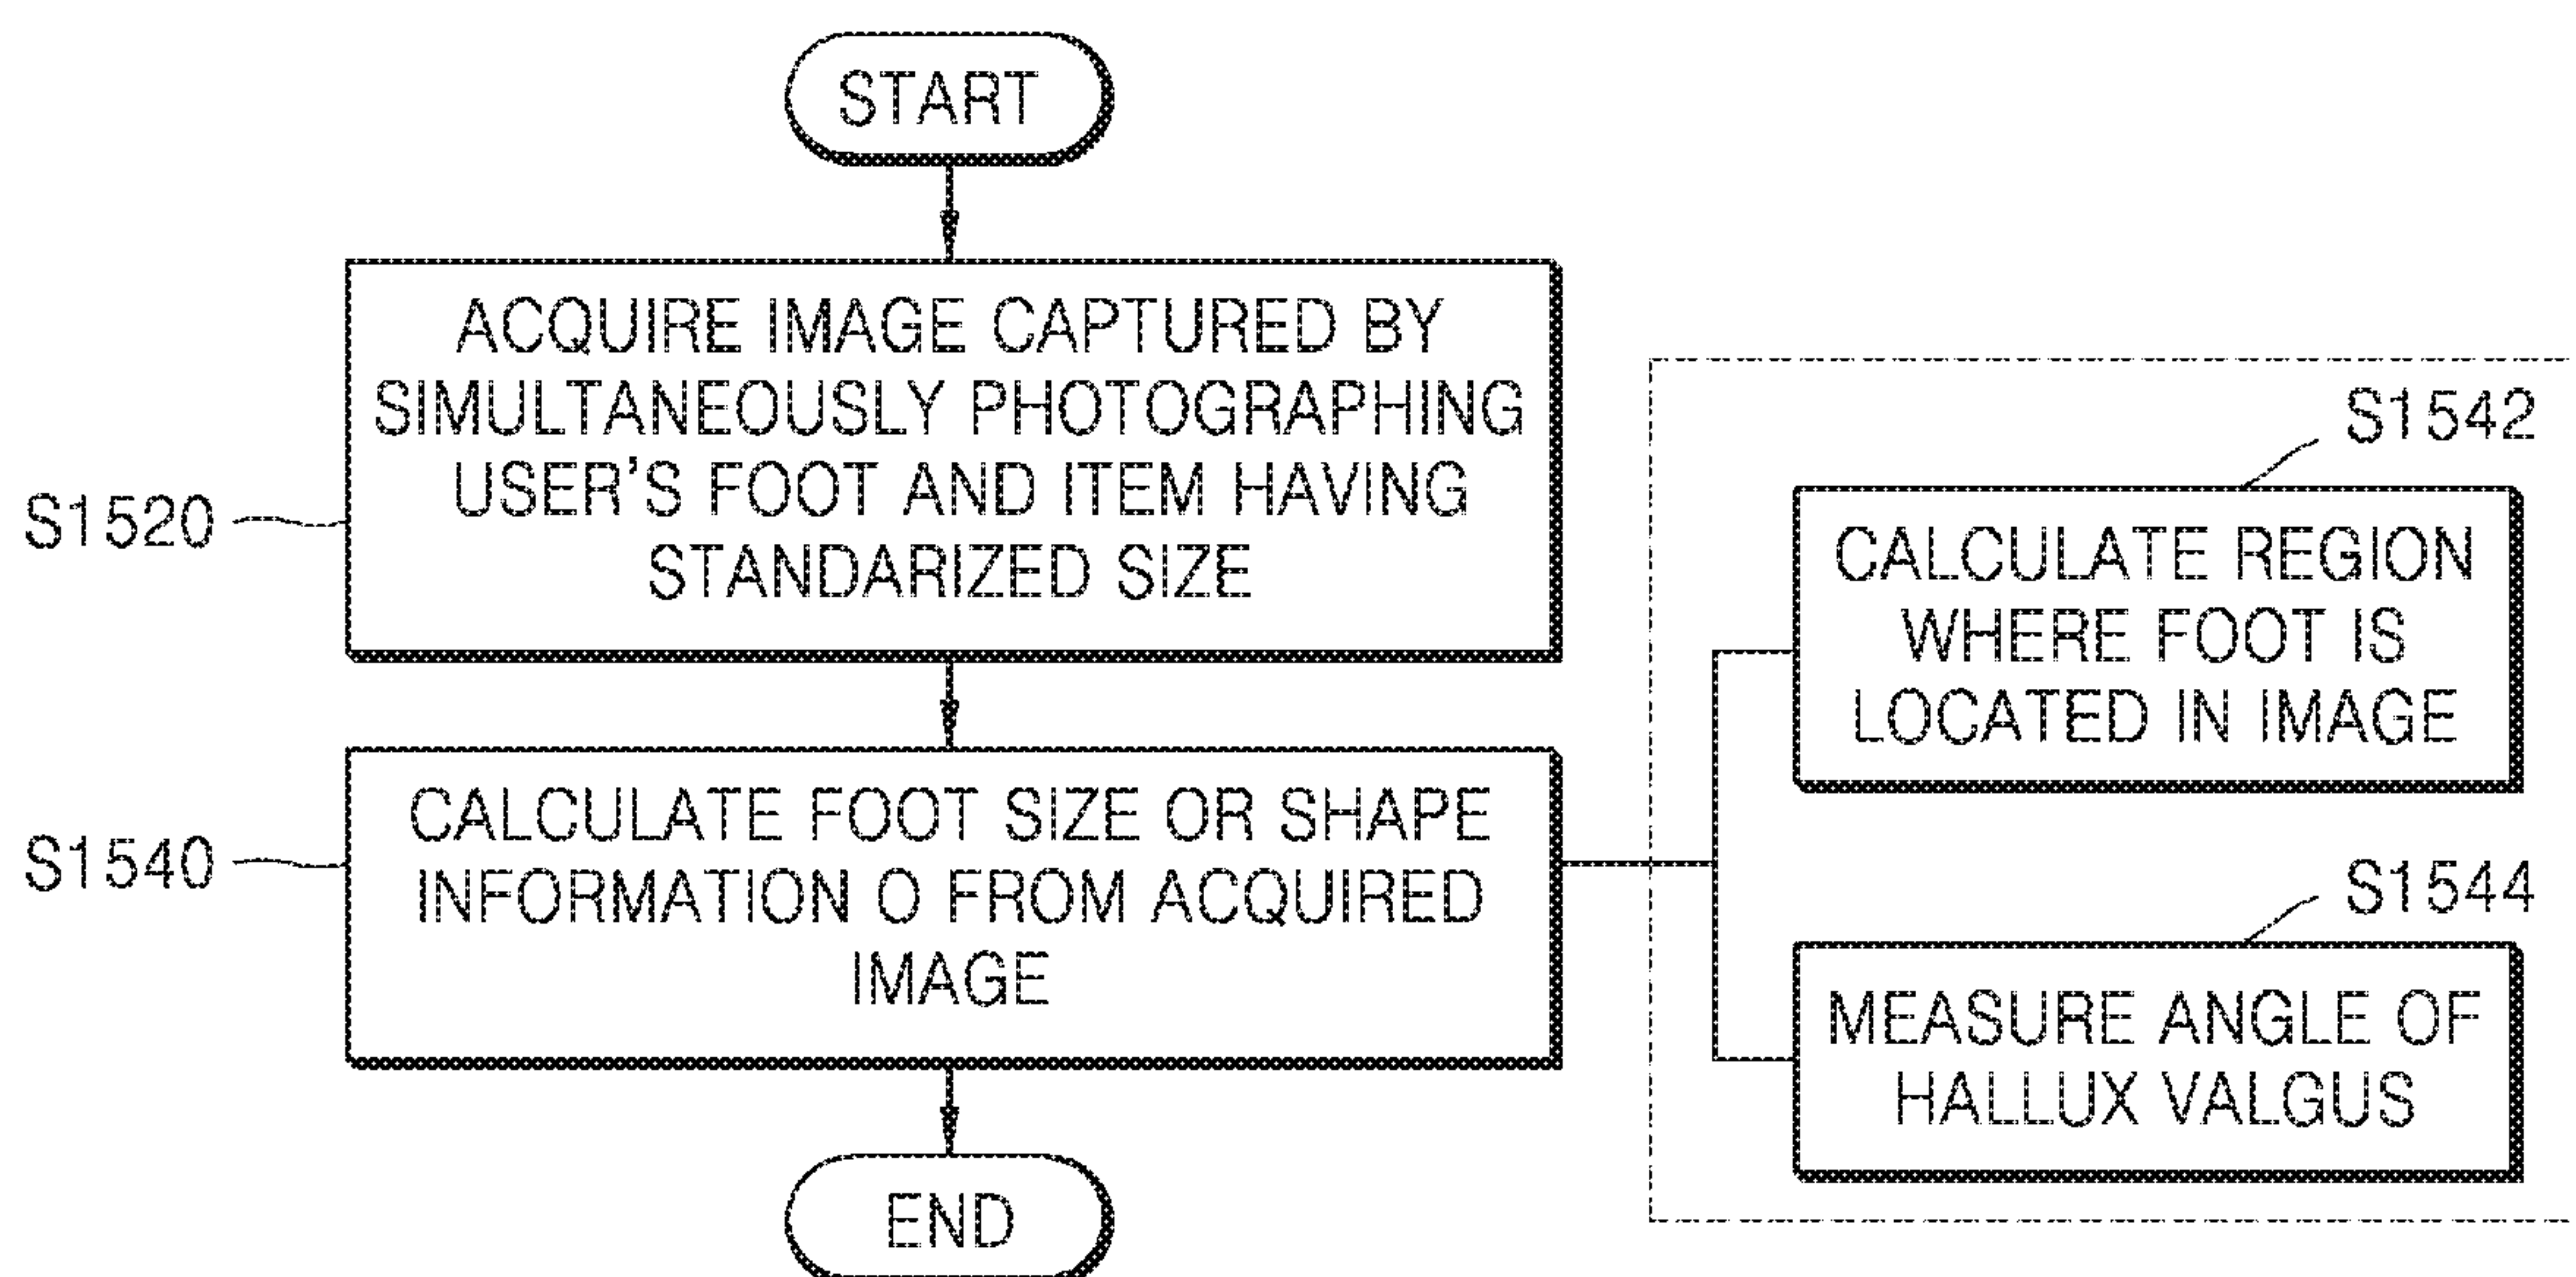 START
ACQUIRE IMAGE CAPTURED BY
SIMULTANEOUSLY PHOTOGRAPHING
USER'S FOOT AND ITEM HAVING
STANDARIZED SIZE
S1520
CALCULATE FOOT SIZE OR SHAPE
INFORMATION O FROM ACQUIRED
IMAGE
S1540
END
S1542
CALCULATE REGION
WHERE FOOT IS
LOCATED IN IMAGE
S1544
MEASURE ANGLE OF
HALLUX VALGUS